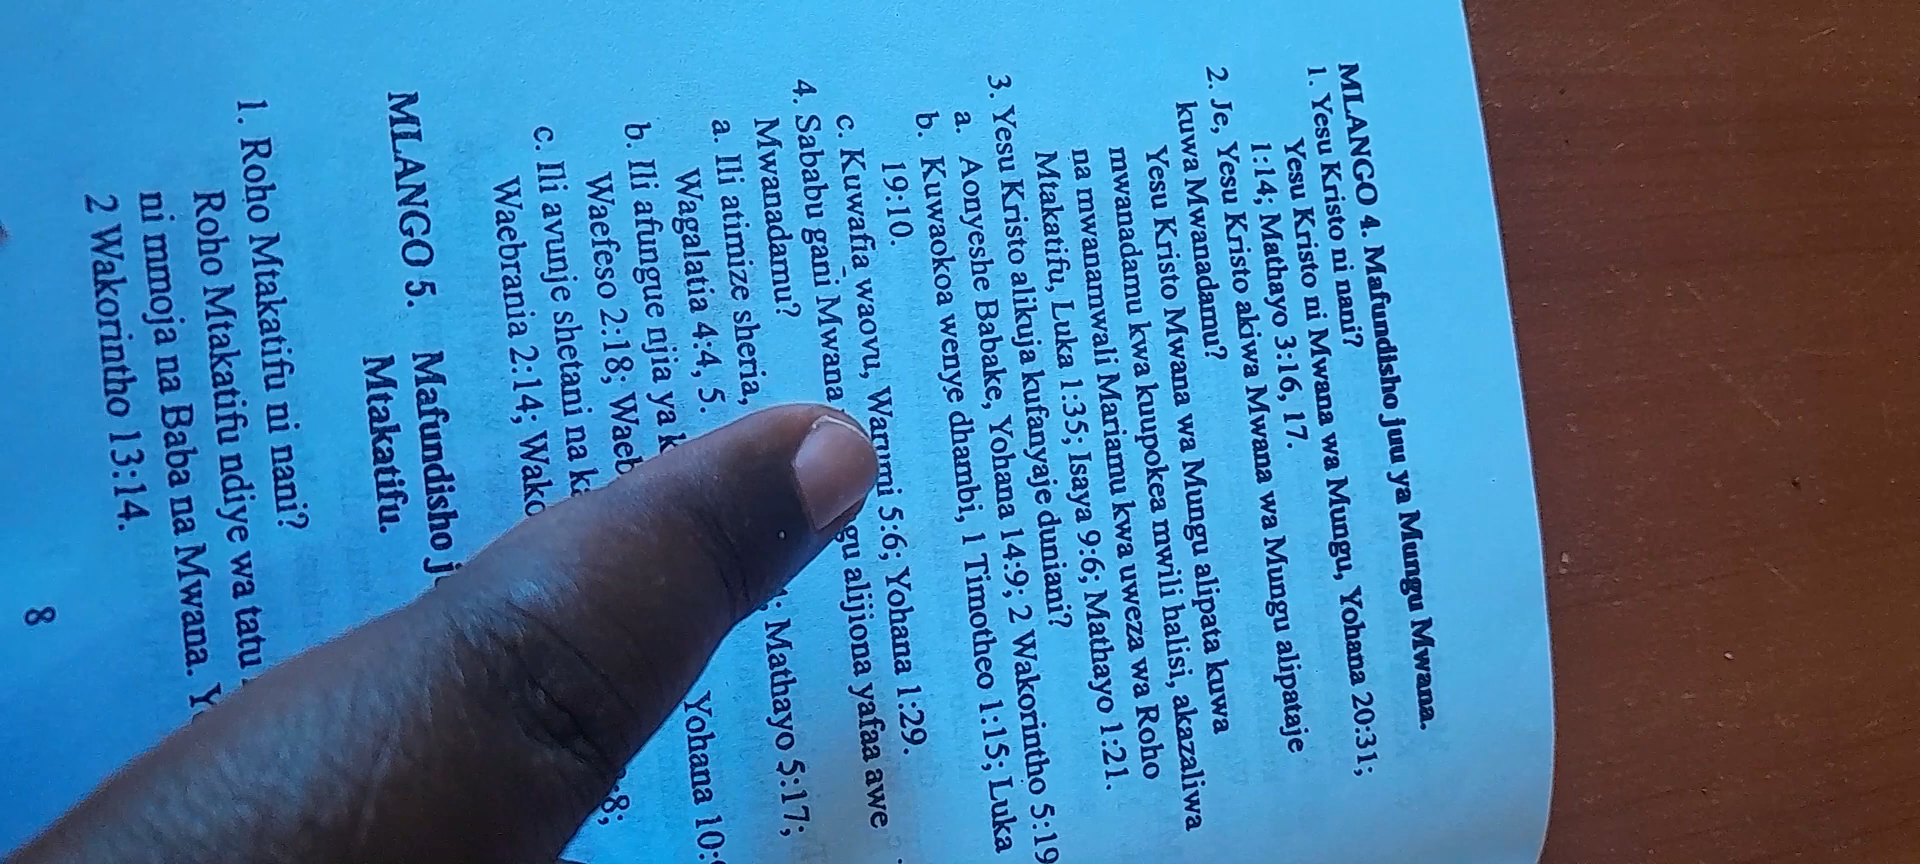 MLANGO 4. Mafundisho juu ya Mungu Mwana.
1. Yesu Kristo ni nani?
Yesu Kristo ni Mwana wa Mungu, Yohana 20:31;
1:14; Mathayo 3:16, 17.
2. Je, Yesu Kristo akiwa Mwana wa Mungu alipataje
kuwa Mwanadamu?
Yesu Kristo Mwana wa Mungu alipata kuwa
mwanadamu kwa kuupokea mwili halisi, akazaliwa
na mwanamwali Mariamu kwa uweza wa Roho
Mtakatifu, Luka 1:35; Isaya 9:6; Mathayo 1:21.
3. Yesu Kristo alikuja kufanyaje duniani?
a. Aonyeshe Babake, Yohana 14:9; 2 Wakorintho 5:19
b. Kuwaokoa wenye dhambi, 1 Timotheo 1:15; Luka
19:10.
c. Kuwafia waovu, Warumi 5:6; Yohana 1:29.
4. Sababu gani Mwana alijiona yafaa awe
Mwanadamu?
a. Ili atimize sheria, Mathayo 5:17;
Wagalatia 4:4, 5.
b. Ili afungue njia ya Yohana 10:
Waefeso 2:18; 8;
c. Ili avunje shetani na
Waebrania 2:14;
MLANGO 5. Mafundisho
Mtakatifu.
1. Roho Mtakatifu ni nani?
Roho Mtakatifu ndiye wa tatu
ni mmoja na Baba na Mwana.
2 Wakorintho 13:14.
8